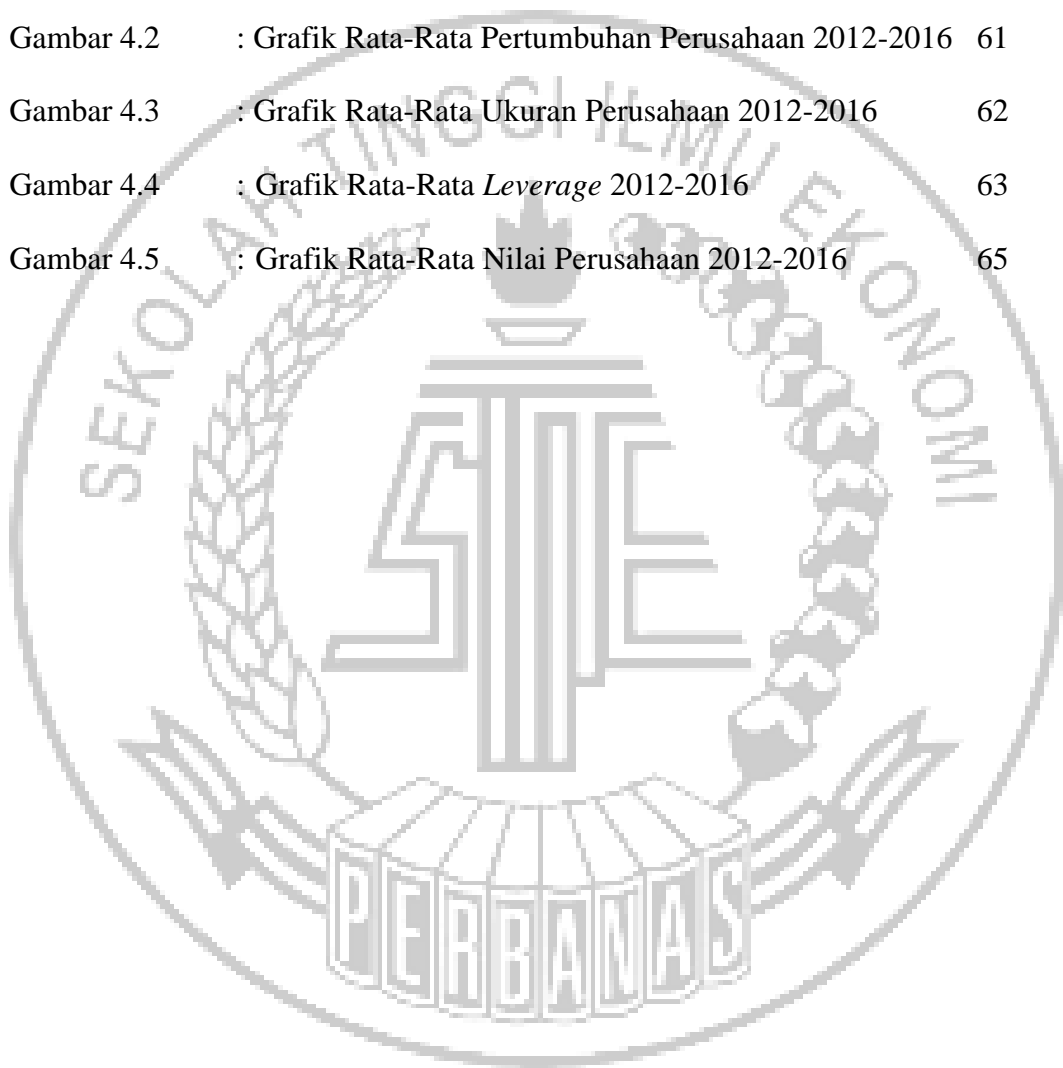 Gambar 4.2 : Grafik Rata-Rata Pertumbuhan Perusahaan 2012-2016 61
Gambar 4.3 : Grafik Rata-Rata Ukuran Perusahaan 2012-2016 62
Gambar 4.4 : Grafik Rata-Rata Leverage 2012-2016 63
Gambar 4.5 : Grafik Rata-Rata Nilai Perusahaan 2012-2016 65
SEKOLAH TINGGI ILMU EKONOMI
STIE
PERBANAS